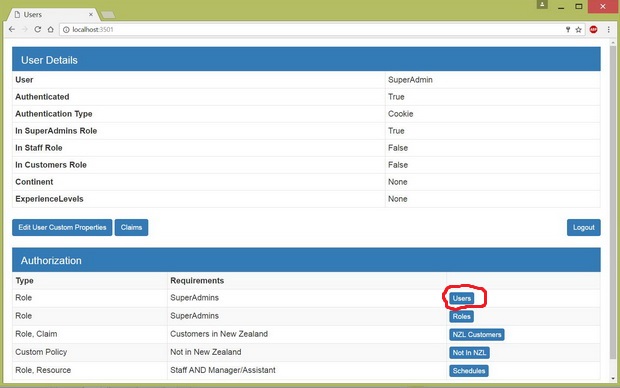 Users
localhost:3501
User Details
User SuperAdmin
Authenticated True
Authentication Type Cookie
In SuperAdmins Role True
In Staff Role False
In Customers Role False
Continent None
ExperienceLevels None
Edit User Custom Properties Claims Logout
Authorization
Type Requirements
Role SuperAdmins Users
Role SuperAdmins Roles
Role, Claim Customers in New Zealand NZL Customers
Custom Policy Not in New Zealand Not In NZL
Role, Resource Staff AND Manager/Assistant Schedules